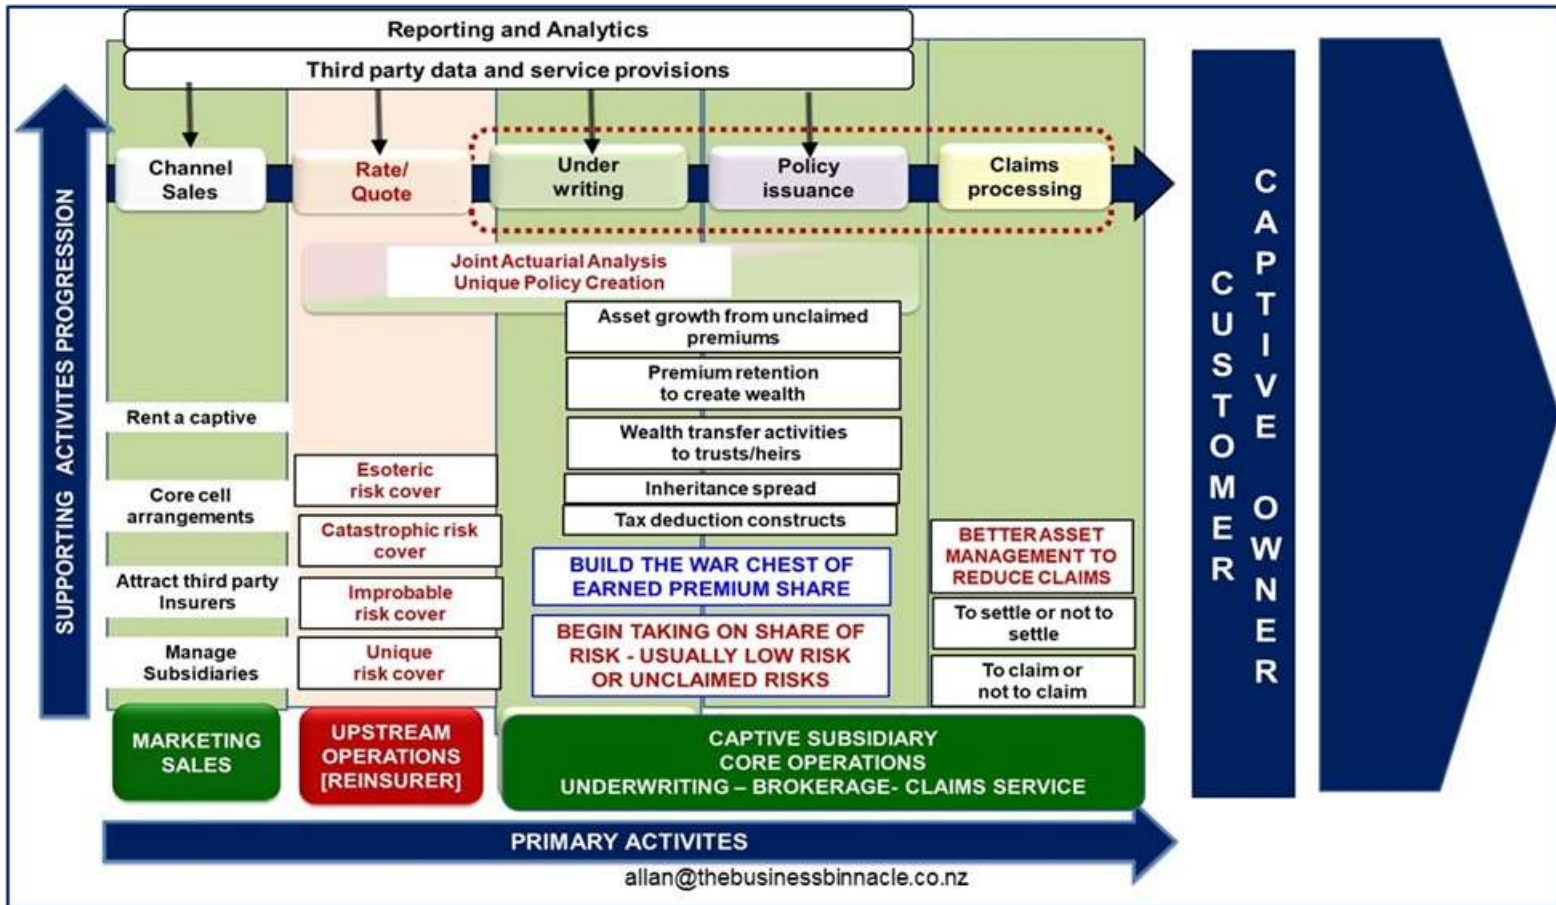 Reporting and Analytics
Third party data and service provisions
Channel
Sales
Rate/
Quote
Under
writing
Policy
issuance
Claims
processing
Joint Actuarial Analysis
Unique Policy Creation
Asset growth from unclaimed
premiums
Premium retention
to create wealth
Wealth transfer activities
to trusts/heirs
Inheritance spread
Tax deduction constructs
BUILD THE WAR CHEST OF
EARNED PREMIUM SHARE
BEGIN TAKING ON SHARE OF
RISK - USUALLY LOW RISK
OR UNCLAIMED RISKS
Rent a captive
Core cell
arrangements
Attract third party
Insurers
Manage
Subsidiaries
Esoteric
risk cover
Catastrophic risk
cover
Improbable
risk cover
Unique
risk cover
BETTER ASSET
MANAGEMENT TO
REDUCE CLAIMS
To settle or not to
settle
To claim or
not to claim
SUPPORTING ACTIVITES PROGRESSION
MARKETING
SALES
UPSTREAM
OPERATIONS
[REINSURER]
CAPTIVE SUBSIDIARY
CORE OPERATIONS
UNDERWRITING – BROKERAGE- CLAIMS SERVICE
CUSTOMER
CAPTIVE OWNER
PRIMARY ACTIVITES
allan@thebusinessbinnacle.co.nz